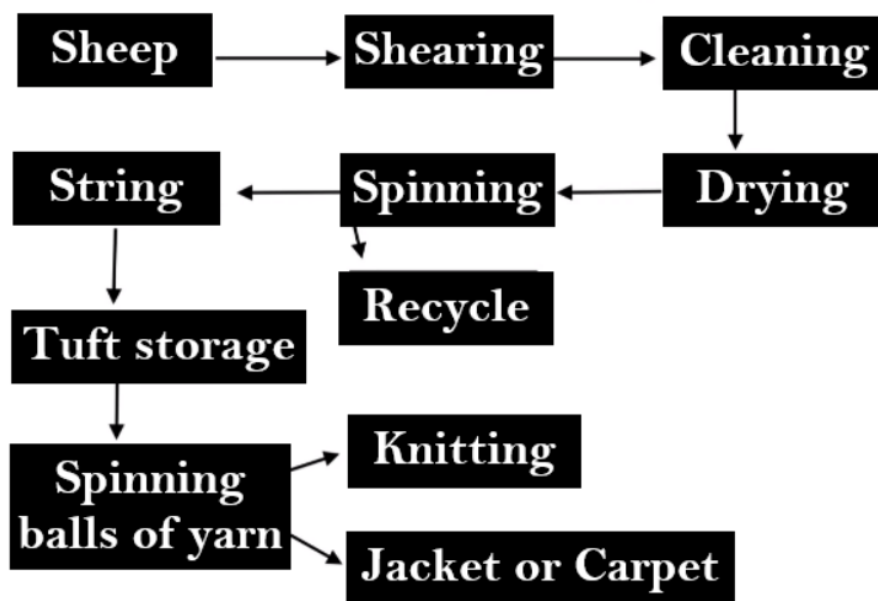 Sheep
Shearing
Cleaning
String
Spinning
Drying
Recycle
Tuft storage
Knitting
Spinning
balls of yarn
Jacket or Carpet